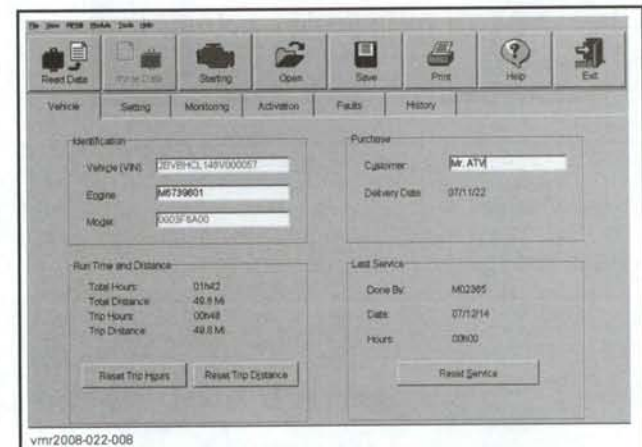 File View MPEM Module Tools Help
Read Data Write Data Starting Open Save Print Help Exit
Vehicle Setting Monitoring Activation Faults History
Identification
Vehicle (VIN):
Engine: M6739601
Model:
Purchase
Customer: Mr. ATV
Delivery Date: 07/11/22
Run Time and Distance
Total Hours: 01h42
Total Distance: 49.8 Mi
Trip Hours: 00h48
Trip Distance: 49.8 Mi
Reset Trip Hours Reset Trip Distance
Last Service
Done By: M02365
Date: 07/12/14
Hours: 00h00
Reset Service
vmr2008-022-008